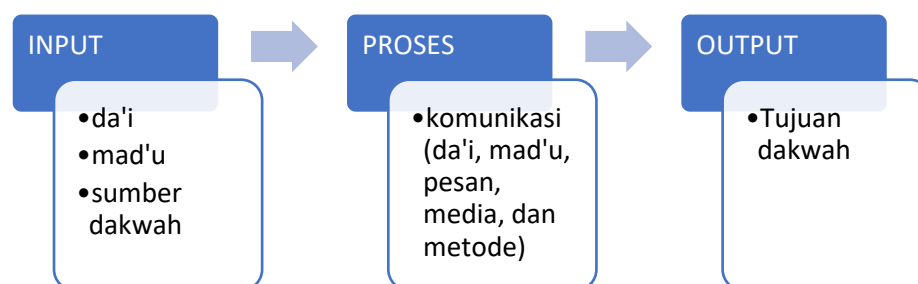 INPUT
•da'i
•mad'u
•sumber
dakwah
PROSES
•komunikasi
(da'i, mad'u,
pesan,
media, dan
metode)
OUTPUT
•Tujuan
dakwah